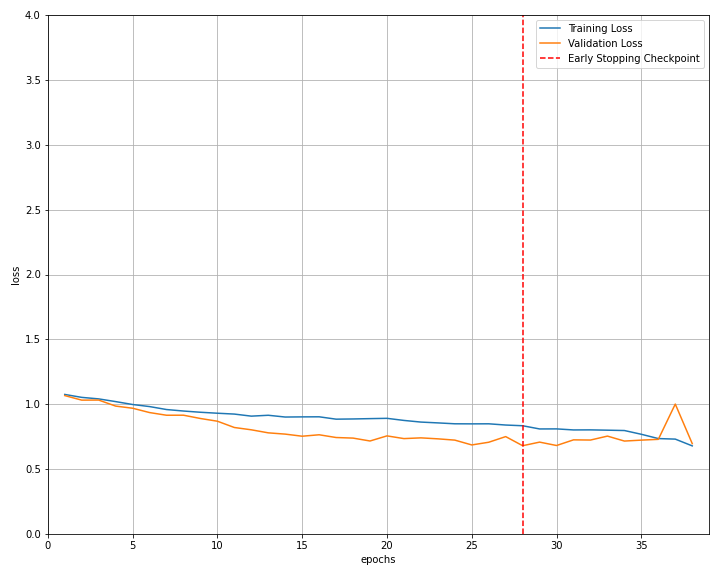 4.0
3.5
3.0
2.5
2.0
1.5
1.0
0.5
0.0
loss
0 5 10 15 20 25 30 35
epochs
Training Loss
Validation Loss
Early Stopping Checkpoint